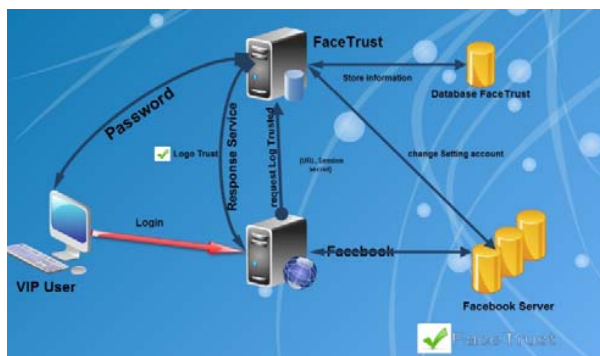 FaceTrust
Store information
Database FaceTrust
Password
Logo Trust
Response Service
request Log Trusted
(URL, Session
secret)
change Setting account
Login
VIP User
Facebook
Facebook Server
FaceTrust